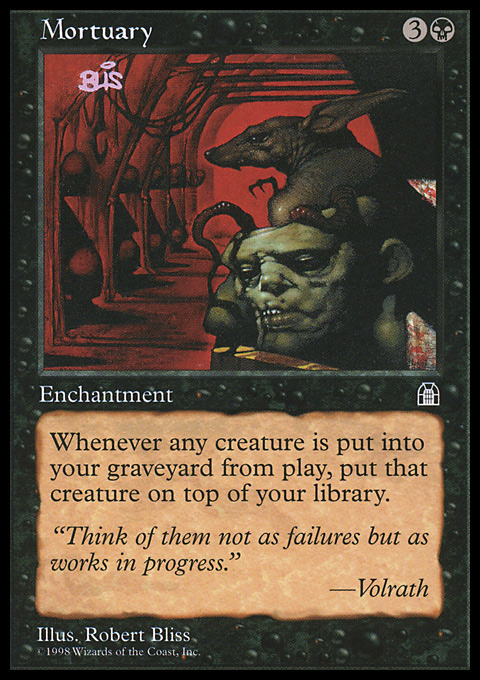 Mortuary
3
BLIS
Enchantment
Whenever any creature is put into
your graveyard from play, put that
creature on top of your library.
“Think of them not as failures but as
works in progress.”
—Volrath
Illus. Robert Bliss
©1998 Wizards of the Coast, Inc.